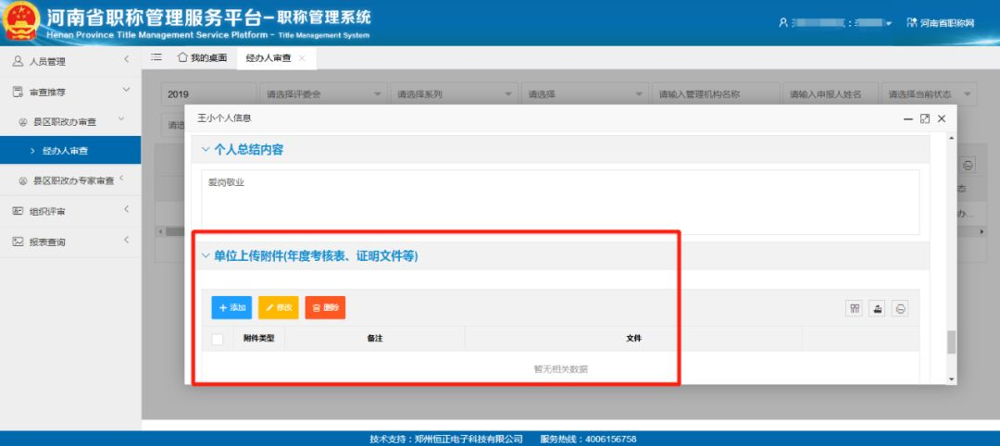 河南省职称管理服务平台-职称管理系统
Henan Province Title Management Service Platform - Title Management System
河南省职称网
人员管理
我的桌面
经办人审查
审查推荐
2019
请选择评委会
请选择系列
请选择
请输入管理机构名称
请输入申报人姓名
请选择当前状态
县区职改办审查
请选
王小个人信息
经办人审查
个人总结内容
县区职改办专家审查
爱岗敬业
态
组织评审
办...
报表查询
单位上传附件(年度考核表、证明文件等)
添加
修改
删除
附件类型
备注
文件
暂无相关数据
技术支持：郑州恒正电子科技有限公司 服务热线：4006156758